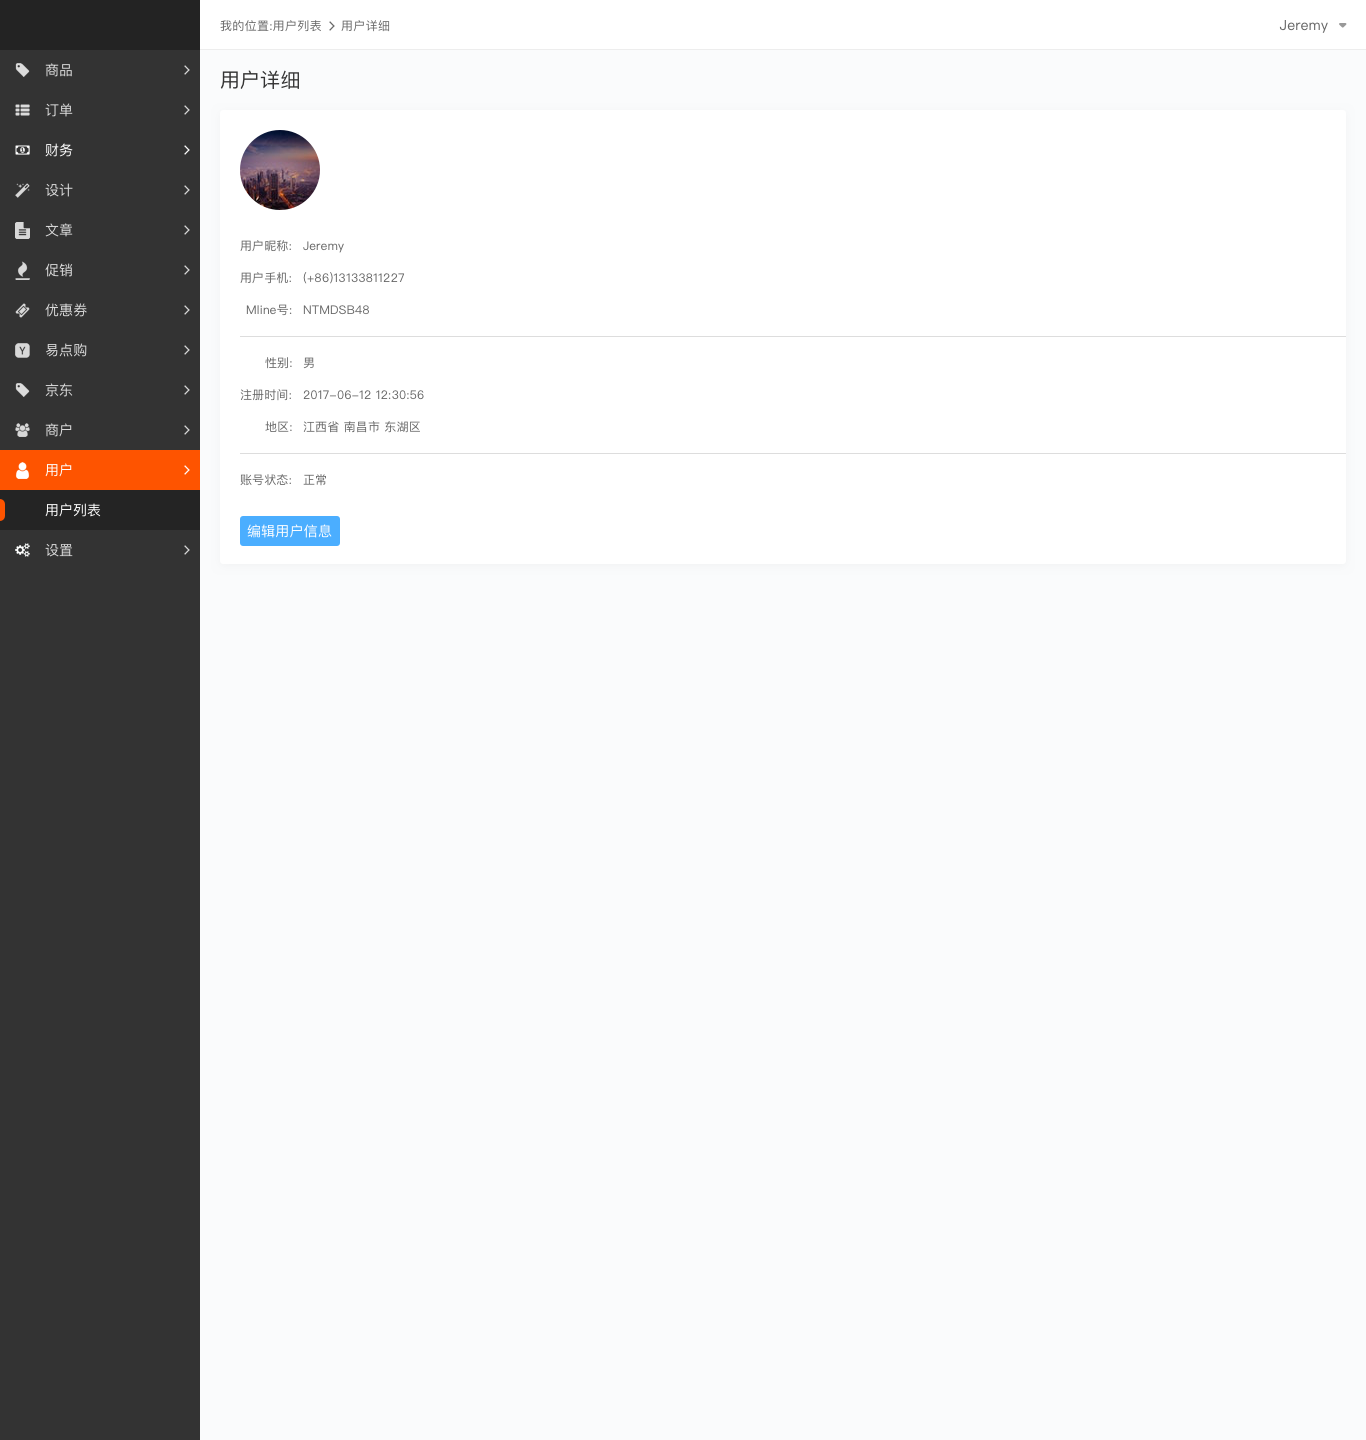 我的位置:用户列表 > 用户详细
Jeremy
商品
订单
财务
设计
文章
促销
优惠券
易点购
京东
商户
用户
用户列表
设置
用户详细
用户昵称: Jeremy
用户手机: (+86)13133811227
Mline号: NTMDSB48
性别: 男
注册时间: 2017-06-12 12:30:56
地区: 江西省 南昌市 东湖区
账号状态: 正常
编辑用户信息